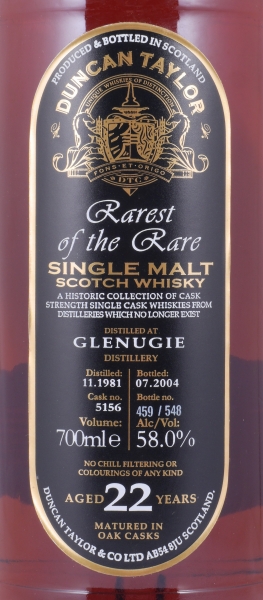 PRODUCED & BOTTLED IN SCOTLAND
DUNCAN TAYLOR
SCOTCH WHISKIES OF DISTINCTION
FONS·ET·ORIGO
DTC
Rarest
of the Rare
SINGLE MALT
SCOTCH WHISKY
A HISTORIC COLLECTION OF CASK
STRENGTH SINGLE CASK WHISKIES FROM
DISTILLERIES WHICH NO LONGER EXIST
DISTILLED AT
GLENUGIE
DISTILLERY
Distilled: Bottled:
11.1981 07.2004
Cask no. Bottle no.
5156 459 / 548
Volume: Alc/Vol:
700ml e 58.0%
NO CHILL FILTERING OR
COLOURINGS OF ANY KIND
AGED 22 YEARS
MATURED IN
OAK CASKS
DUNCAN TAYLOR & CO LTD AB54 8JU SCOTLAND.